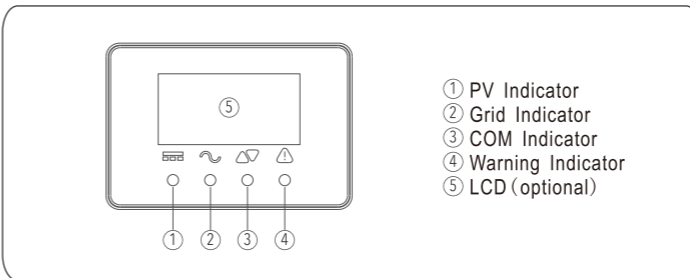 ⑤
① ② ③ ④
① PV Indicator
② Grid Indicator
③ COM Indicator
④ Warning Indicator
⑤ LCD（optional）